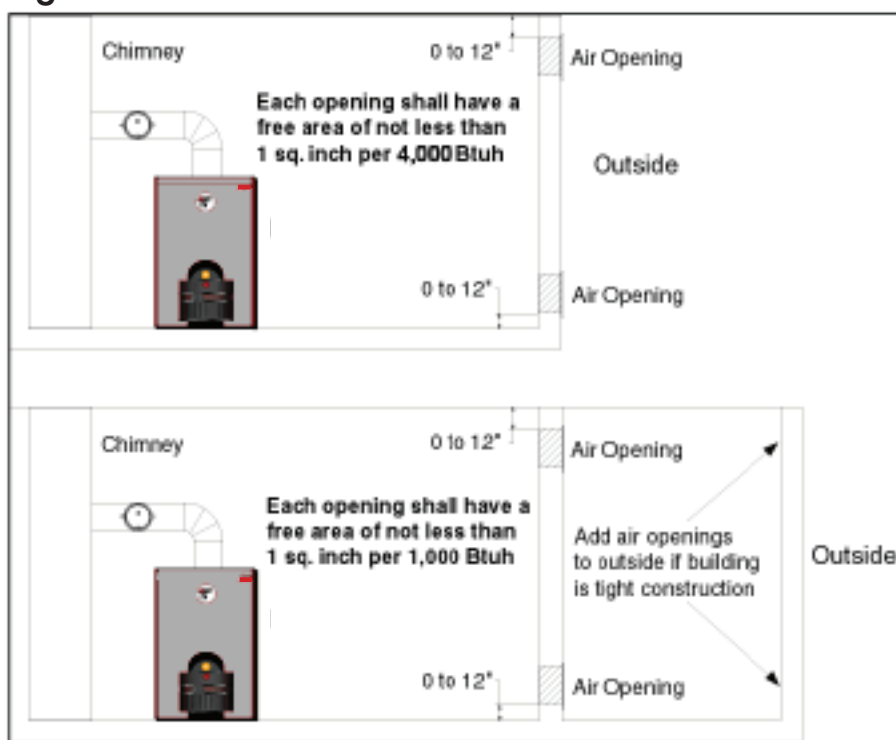 Chimney
0 to 12"
Air Opening
Each opening shall have a
free area of not less than
1 sq. inch per 4,000 Btuh
Outside
0 to 12"
Air Opening
Chimney
0 to 12"
Air Opening
Each opening shall have a
free area of not less than
1 sq. inch per 1,000 Btuh
Add air openings
to outside if building
is tight construction
Outside
0 to 12"
Air Opening